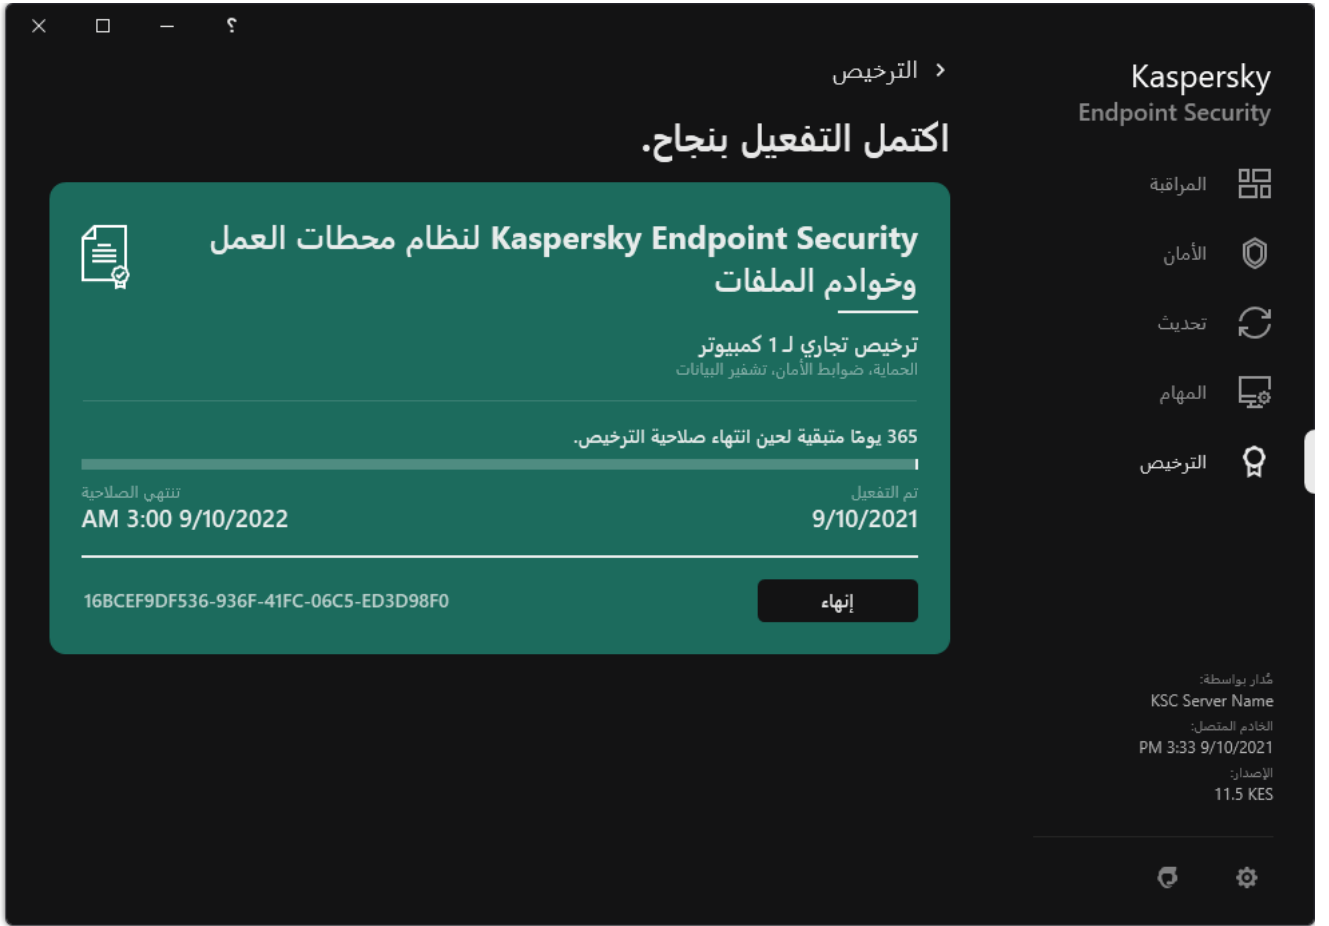 ؟
Kaspersky
Endpoint Security
المراقبة
الأمان
تحديث
المهام
الترخيص
مُدار بواسطة:
KSC Server Name
الخادم المتصل:
PM 3:33 9/10/2021
الإصدار:
11.5 KES
الترخيص
اكتمل التفعيل بنجاح.
Kaspersky Endpoint Security لنظام محطات العمل
وخوادم الملفات
ترخيص تجاري لـ 1 كمبيوتر
الحماية، ضوابط الأمان، تشفير البيانات
365 يومًا متبقية لحين انتهاء صلاحية الترخيص.
تم التفعيل
9/10/2021
تنتهي الصلاحية
AM 3:00 9/10/2022
إنهاء
16BCEF9DF536-936F-41FC-06C5-ED3D98F0